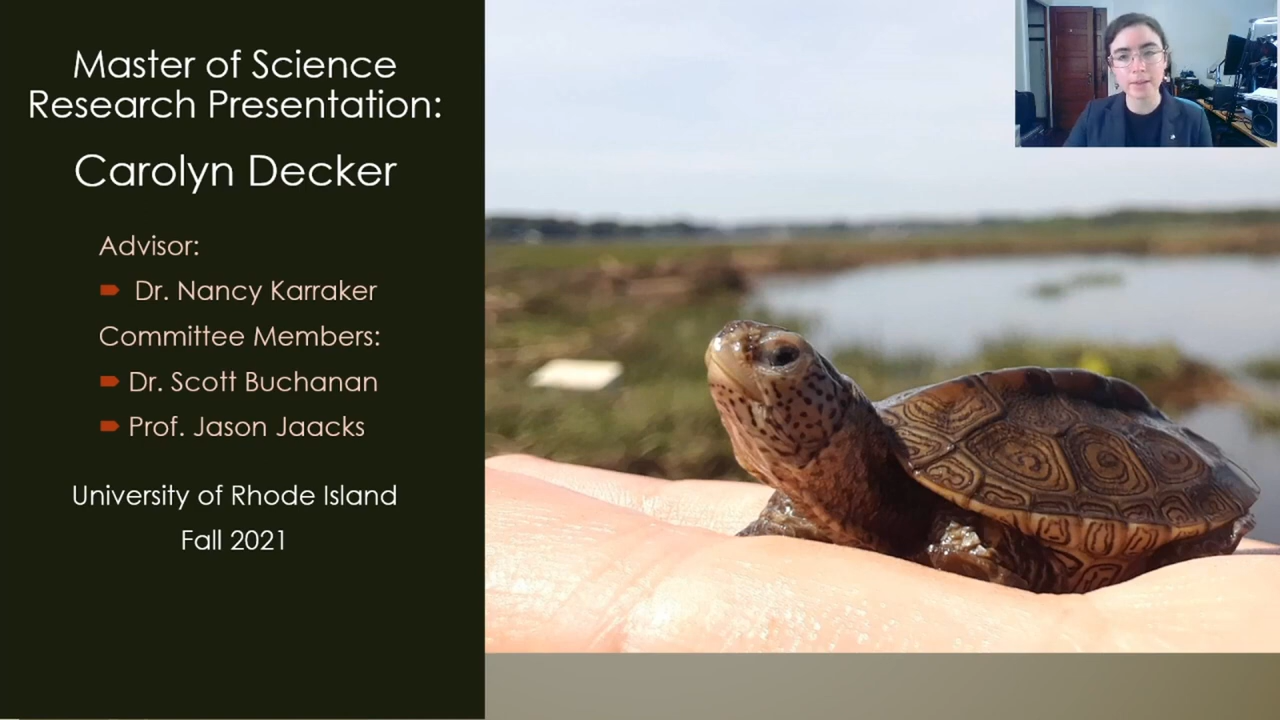 Master of Science
Research Presentation:
Carolyn Decker
Advisor:
Dr. Nancy Karraker
Committee Members:
Dr. Scott Buchanan
Prof. Jason Jaacks
University of Rhode Island
Fall 2021